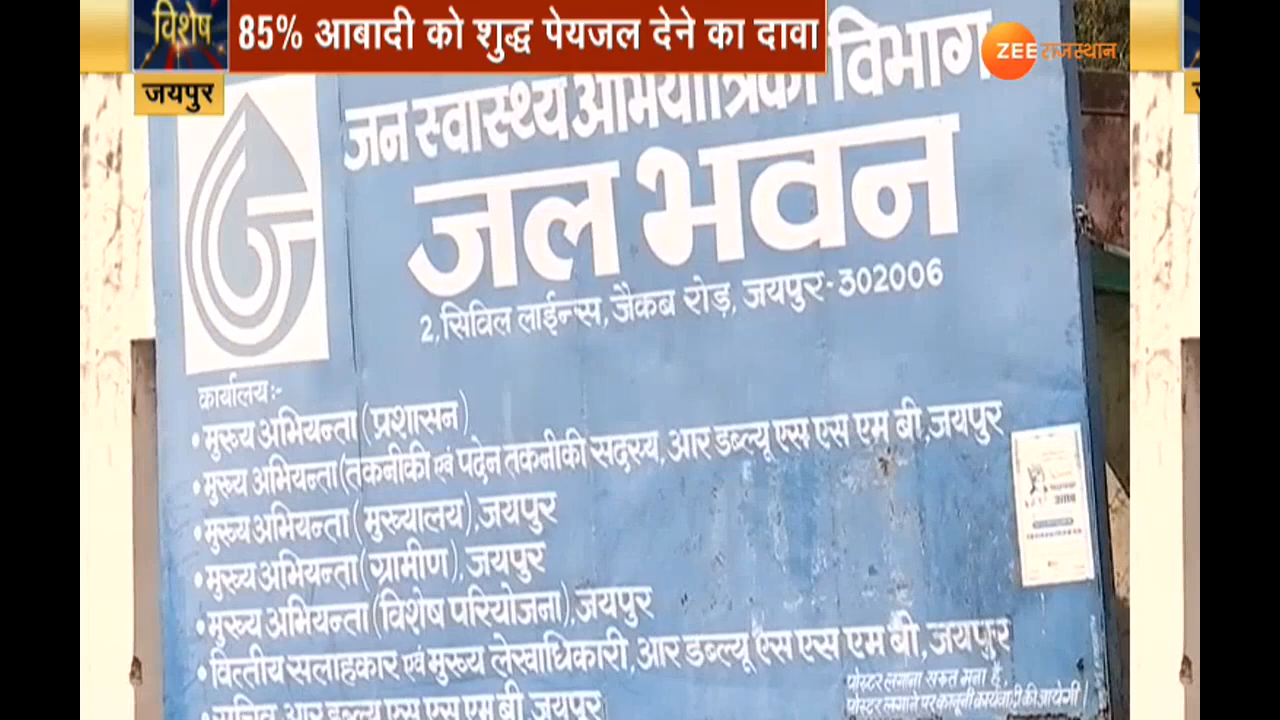 विशेष
85% आबादी को शुद्ध पेयजल देने का दावा
ZEE राजस्थान
जयपुर
जन स्वास्थ्य अभियांत्रिकी विभाग
जल भवन
2, सिविल लाईन्स, जैकब रोड़, जयपुर-302006
कार्यालय:-
• मुख्य अभियन्ता (प्रशासन)
• मुख्य अभियन्ता (तकनीकी एवं पदेन तकनीकी सदस्य, आर डब्ल्यू एस एस एम बी, जयपुर
• मुख्य अभियन्ता (मुख्यालय), जयपुर
• मुख्य अभियन्ता (ग्रामीण), जयपुर
• मुख्य अभियन्ता (विशेष परियोजना), जयपुर
• वित्तीय सलाहकार एवं मुख्य लेखाधिकारी, आर डब्ल्यू एस एस एम बी, जयपुर
• सचिव आर डब्ल्यू एस एस एम बी जयपुर
पोस्टर लगाना सख्त मना है,
पोस्टर लगाने पर कानूनी कार्यवाही की जायेगी।